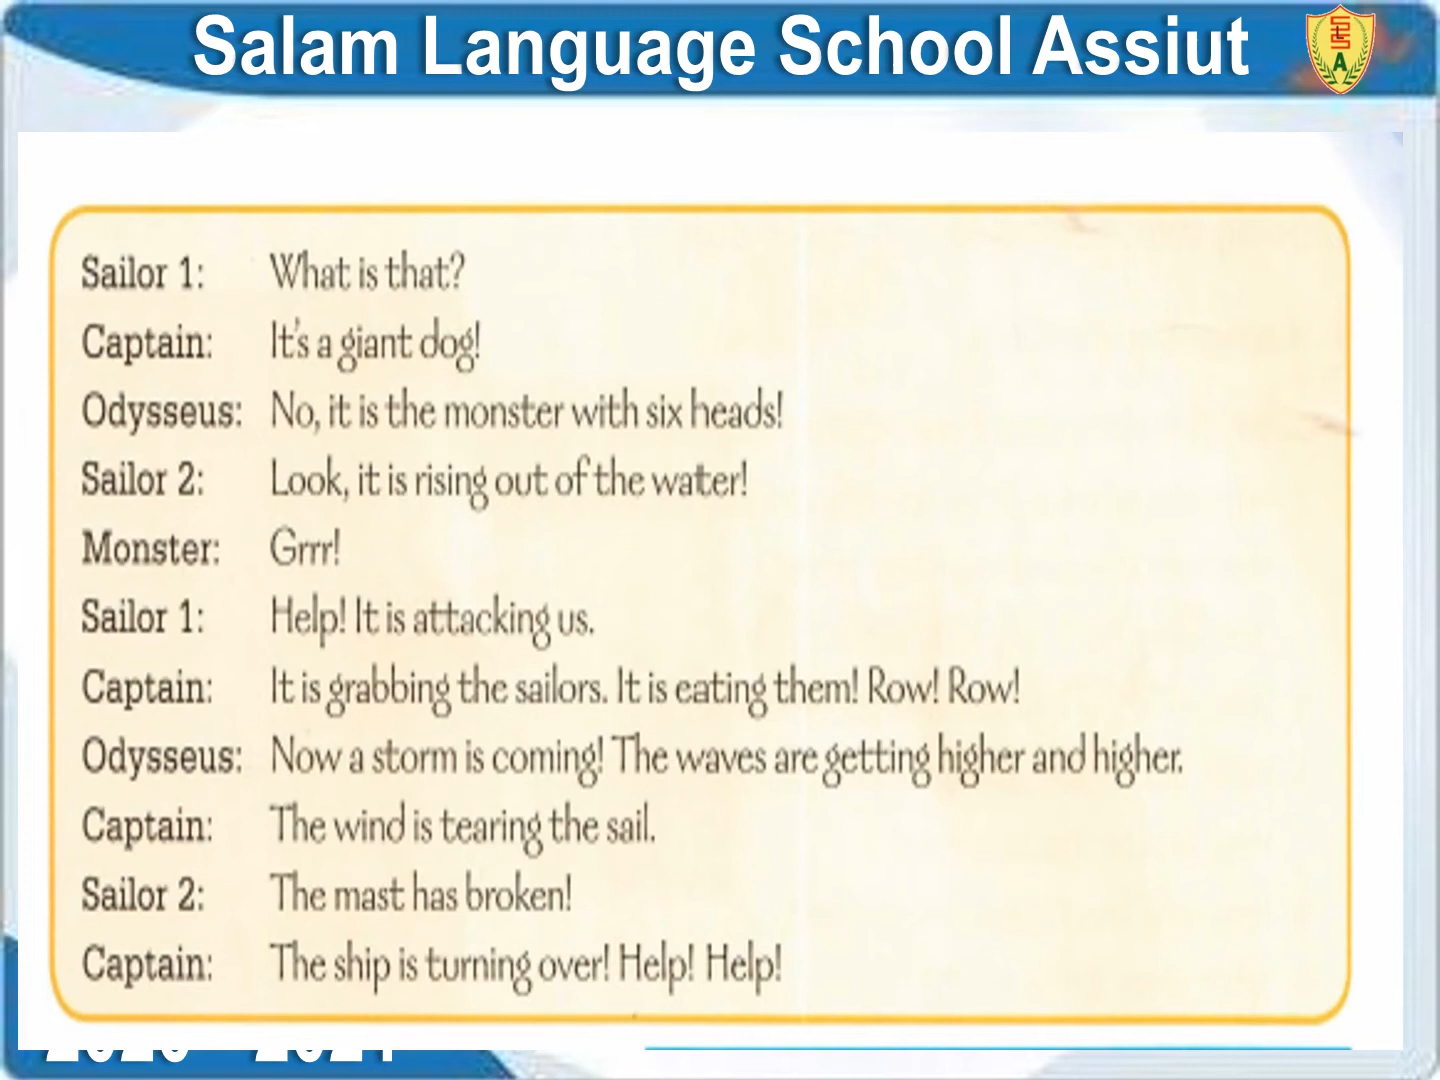 Salam Language School Assiut
Sailor 1: What is that?
Captain: It's a giant dog!
Odysseus: No, it is the monster with six heads!
Sailor 2: Look, it is rising out of the water!
Monster: Grrr!
Sailor 1: Help! It is attacking us.
Captain: It is grabbing the sailors. It is eating them! Row! Row!
Odysseus: Now a storm is coming! The waves are getting higher and higher.
Captain: The wind is tearing the sail.
Sailor 2: The mast has broken!
Captain: The ship is turning over! Help! Help!